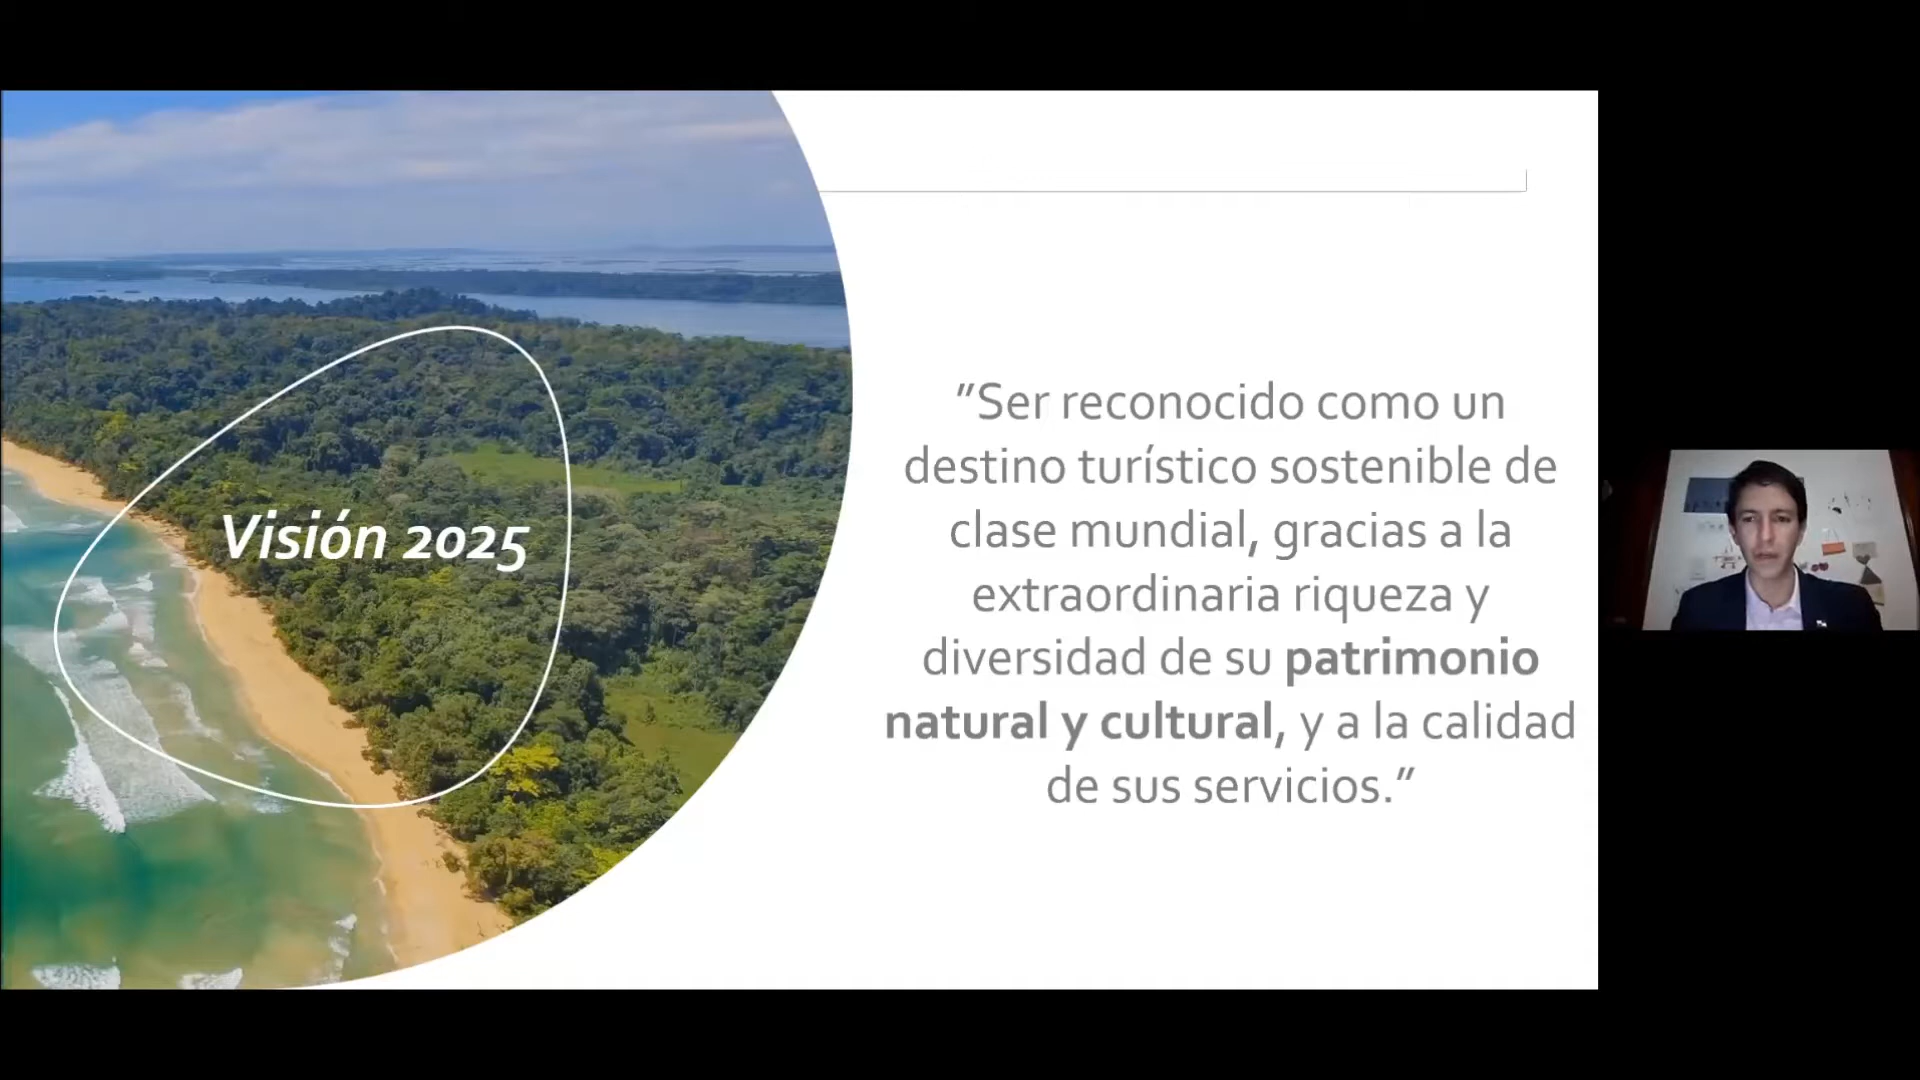 Visión 2025
”Ser reconocido como un
destino turístico sostenible de
clase mundial, gracias a la
extraordinaria riqueza y
diversidad de su patrimonio
natural y cultural, y a la calidad
de sus servicios.”